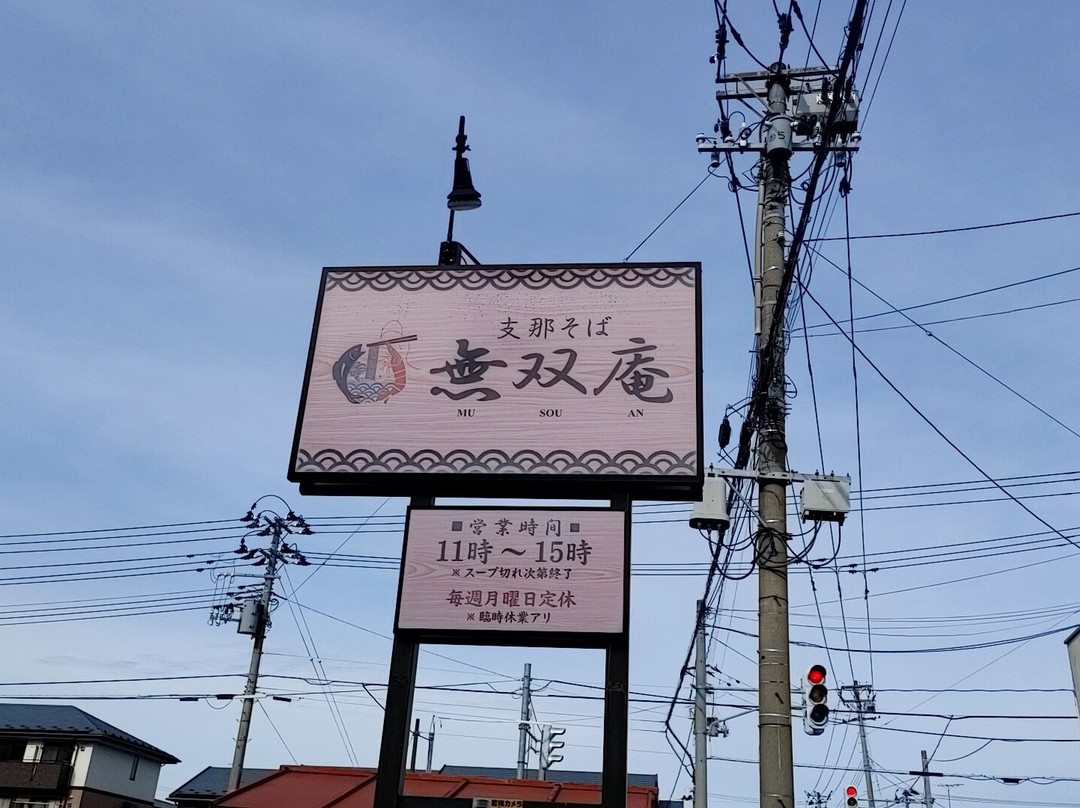 支那そば
無双庵
MU SOU AN
■営業時間■
11時～15時
※スープ切れ次第終了
毎週月曜日定休
※臨時休業アリ